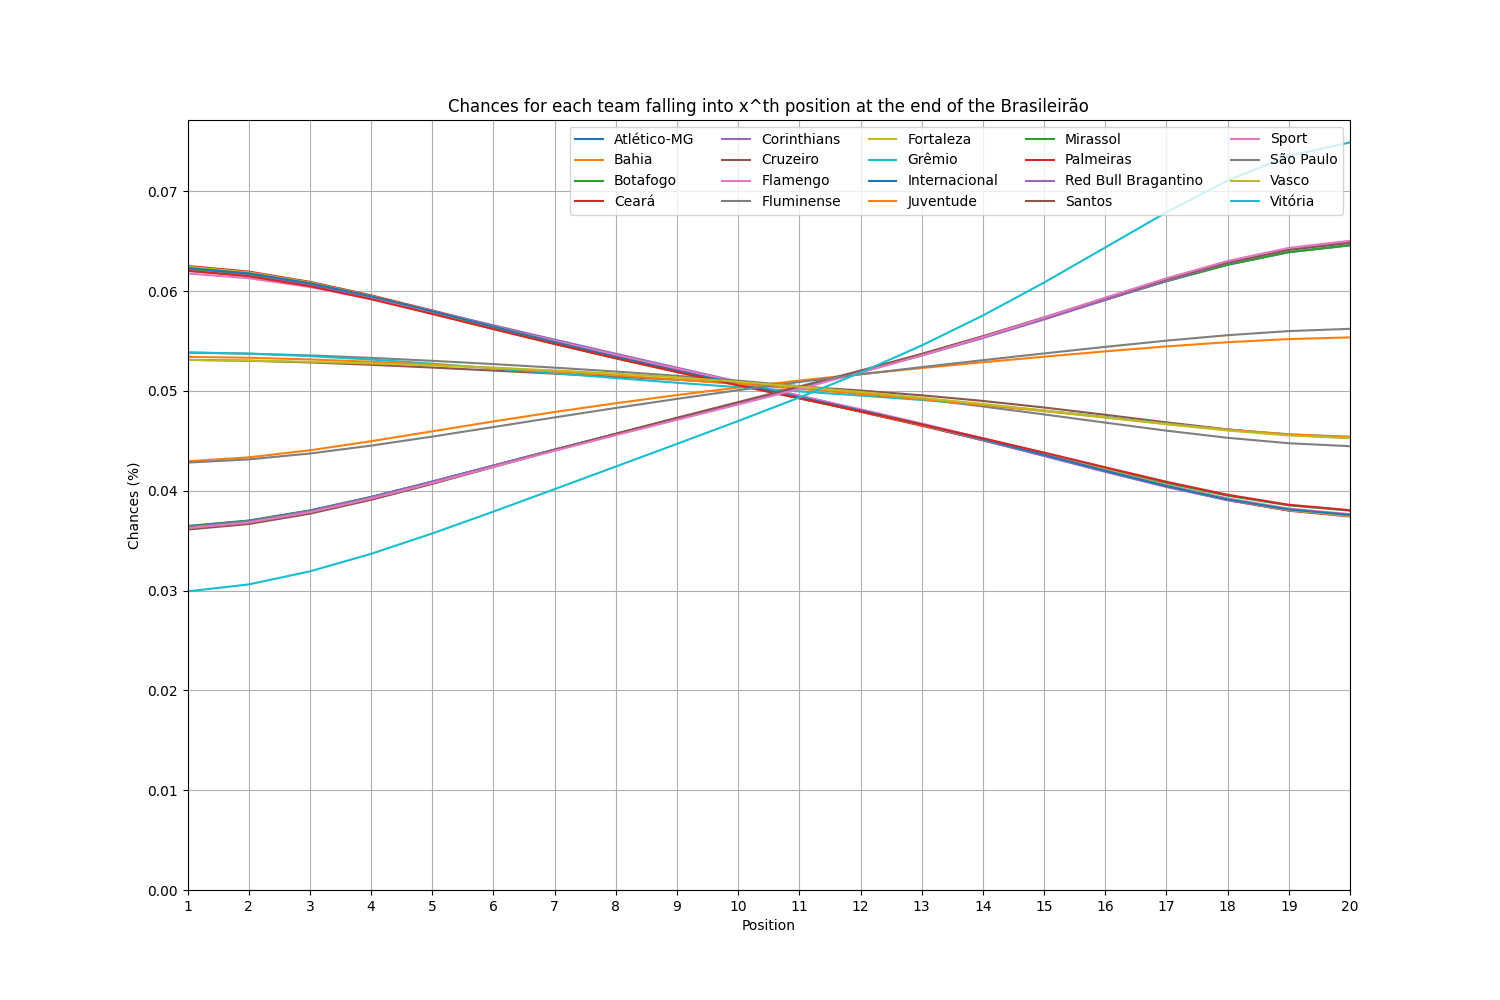 Chances for each team falling into x^th position at the end of the Brasileirão
Atlético-MG Corinthians Fortaleza Mirassol Sport
Bahia Cruzeiro Grêmio Palmeiras São Paulo
Botafogo Flamengo Internacional Red Bull Bragantino Vasco
Ceará Fluminense Juventude Santos Vitória
0.07
0.06
0.05
0.04
0.03
0.02
0.01
0.00
Chances (%)
1 2 3 4 5 6 7 8 9 10 11 12 13 14 15 16 17 18 19 20
Position